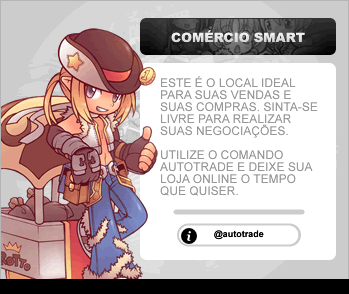 COMÉRCIO SMART
ESTE É O LOCAL IDEAL
PARA SUAS VENDAS E
SUAS COMPRAS. SINTA-SE
LIVRE PARA REALIZAR
SUAS NEGOCIAÇÕES.
UTILIZE O COMANDO
AUTOTRADE E DEIXE SUA
LOJA ONLINE O TEMPO
QUE QUISER.
@autotrade